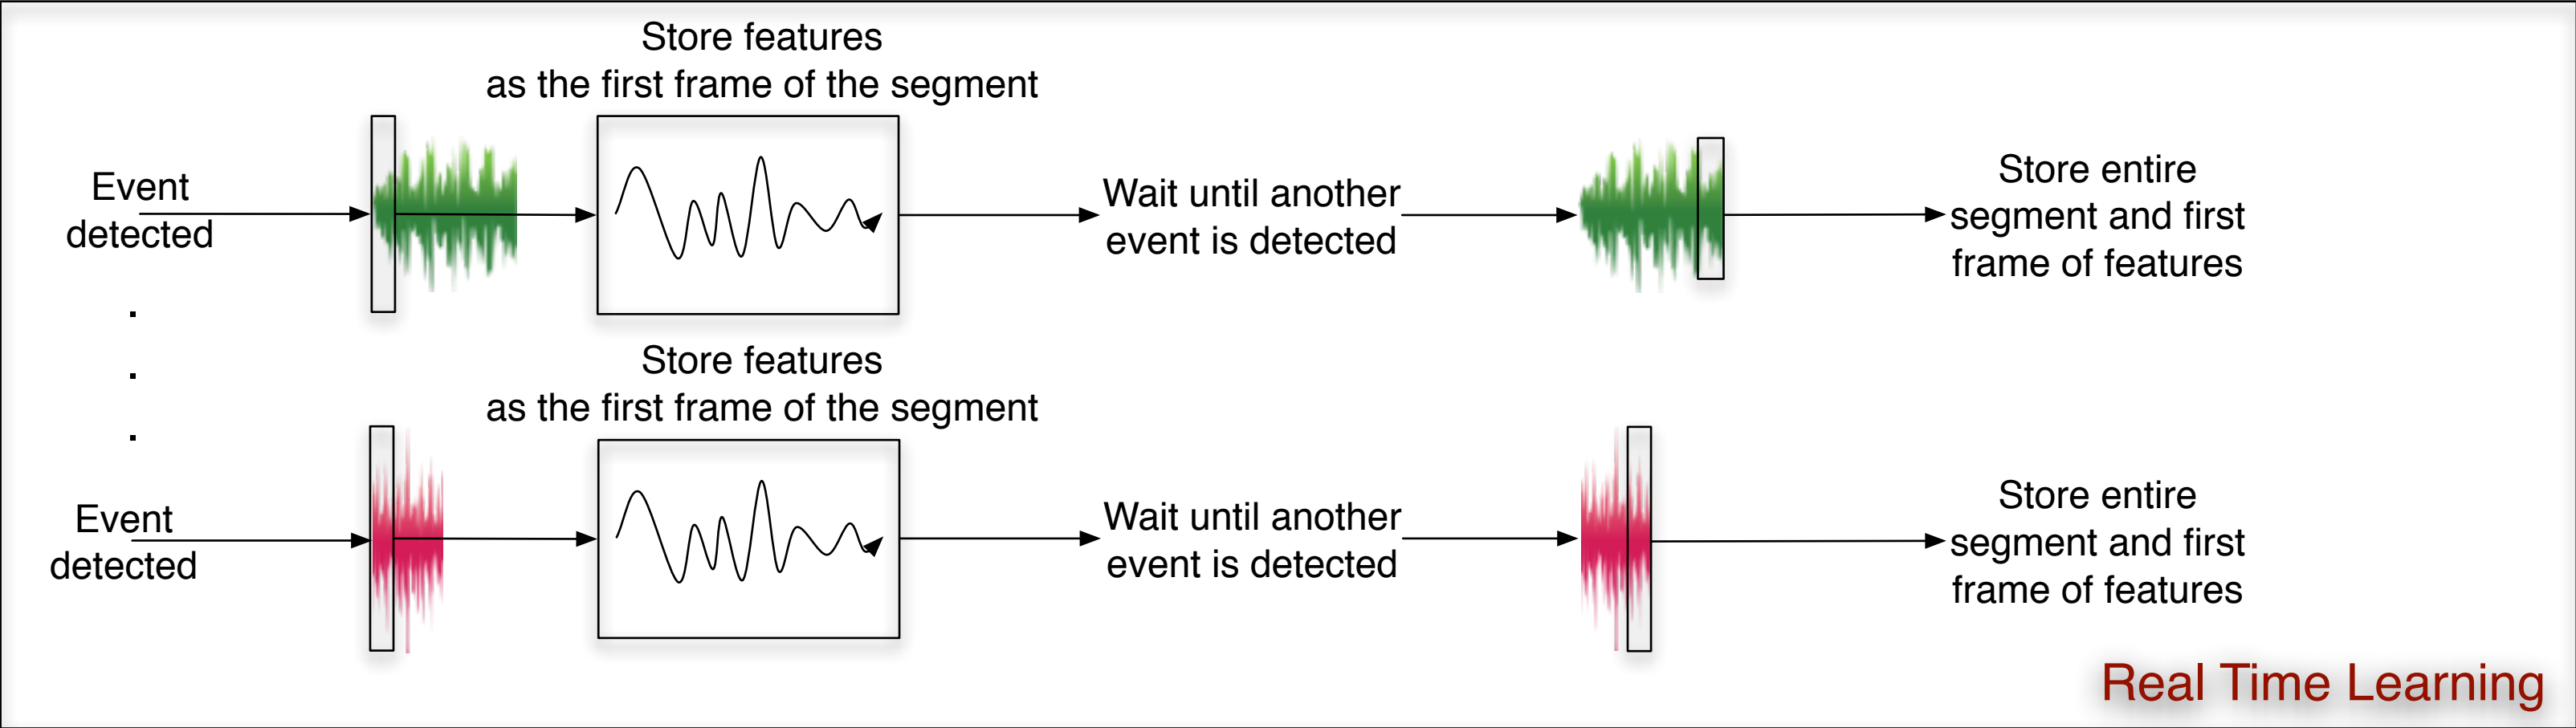 Store features
as the first frame of the segment
Event
detected
Wait until another
event is detected
Store entire
segment and first
frame of features
.
.
.
Store features
as the first frame of the segment
Event
detected
Wait until another
event is detected
Store entire
segment and first
frame of features
Real Time Learning